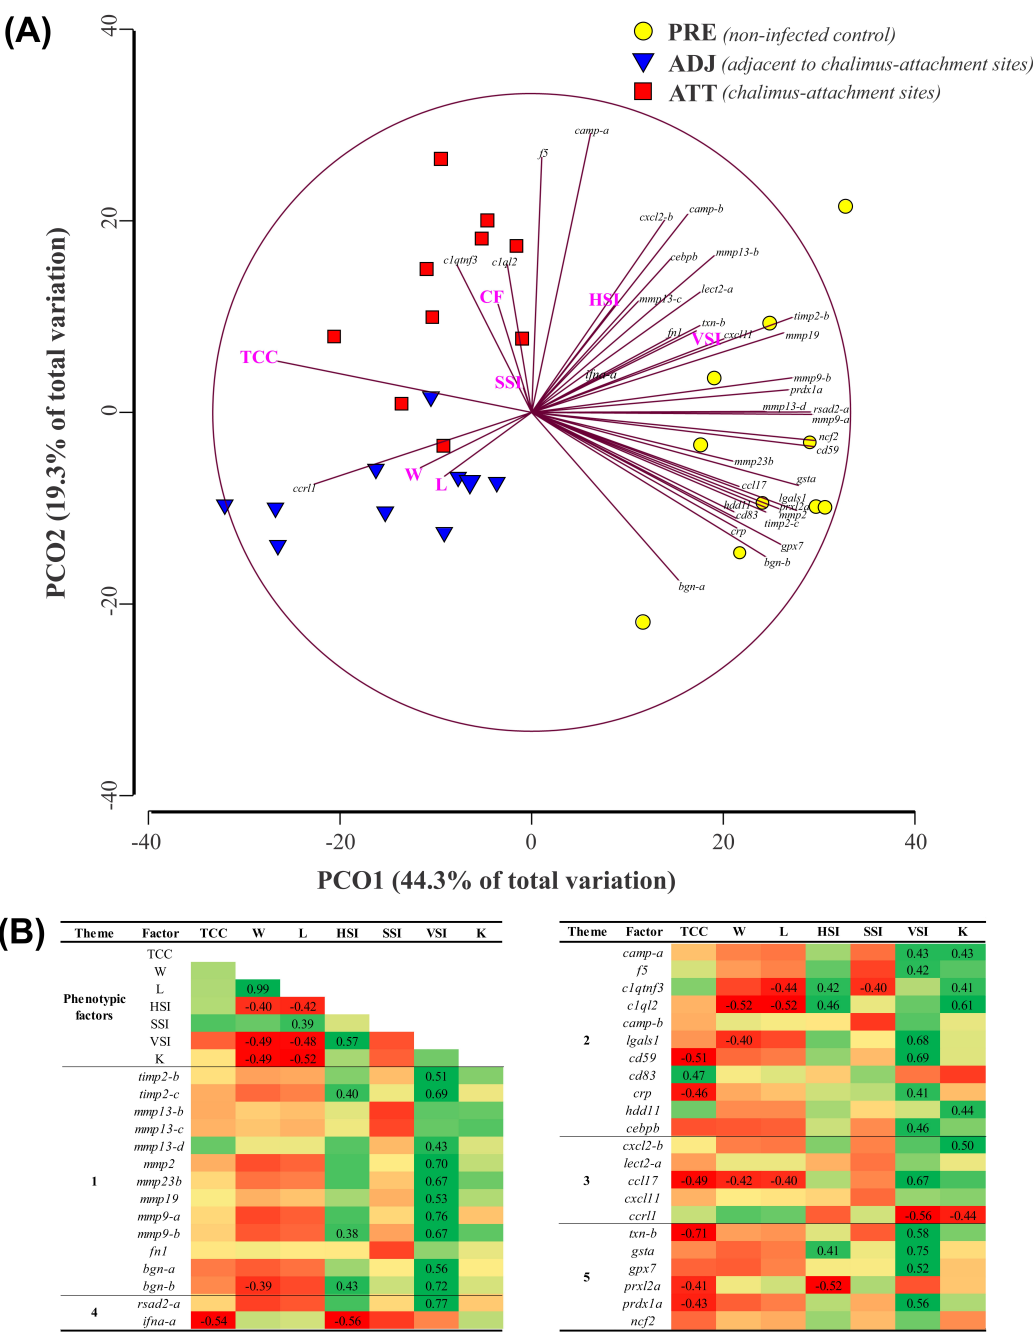 (A)
PRE (non-infected control)
ADJ (adjacent to chalimus-attachment sites)
ATT (chalimus-attachment sites)
PCO2 (19.3% of total variation)
40
20
0
-20
-40
camp-a
f5
cxcl2-b
camp-b
c1qtnf3
c1ql2
cebpb
mmp13-b
CF
HSI
mmp13-c
lect2-a
fn1
txn-b
VSI
cxcl11
timp2-b
mmp19
TCC
SSI
ifna-a
mmp9-b
prdx1a
mmp13-d
rsad2-a
mmp9-a
ncf2
cd59
mmp23b
W
L
ccrl1
ccl17
gsta
lgals1
hdd11
prxl2a
cd83
mmp2
timp2-c
crp
gpx7
bgn-b
bgn-a
-40
-20
0
20
40
PCO1 (44.3% of total variation)
(B)
Theme Factor TCC W L HSI SSI VSI K
Phenotypic factors
TCC
W
L 0.99
HSI -0.40 -0.42
SSI 0.39
VSI -0.49 -0.48 0.57
K -0.49 -0.52
1
timp2-b 0.51
timp2-c 0.40 0.69
mmp13-b
mmp13-c
mmp13-d 0.43
mmp2 0.70
mmp23b 0.67
mmp19 0.53
mmp9-a 0.76
mmp9-b 0.38 0.67
fn1
bgn-a 0.56
bgn-b -0.39 0.43 0.72
4
rsad2-a 0.77
ifna-a -0.54 -0.56
Theme Factor TCC W L HSI SSI VSI K
2
camp-a 0.43 0.43
f5 0.42
c1qtnf3 -0.44 0.42 -0.40 0.41
c1ql2 -0.52 -0.52 0.46 0.61
camp-b
lgals1 -0.40 0.68
cd59 -0.51 0.69
cd83 0.47
crp -0.46 0.41
hdd11 0.44
cebpb 0.46
3
cxcl2-b 0.50
lect2-a
ccl17 -0.49 -0.42 -0.40 0.67
cxcl11
ccrl1 -0.56 -0.44
5
txn-b -0.71 0.58
gsta 0.41 0.75
gpx7 0.52
prxl2a -0.41 -0.52
prdx1a -0.43 0.56
ncf2